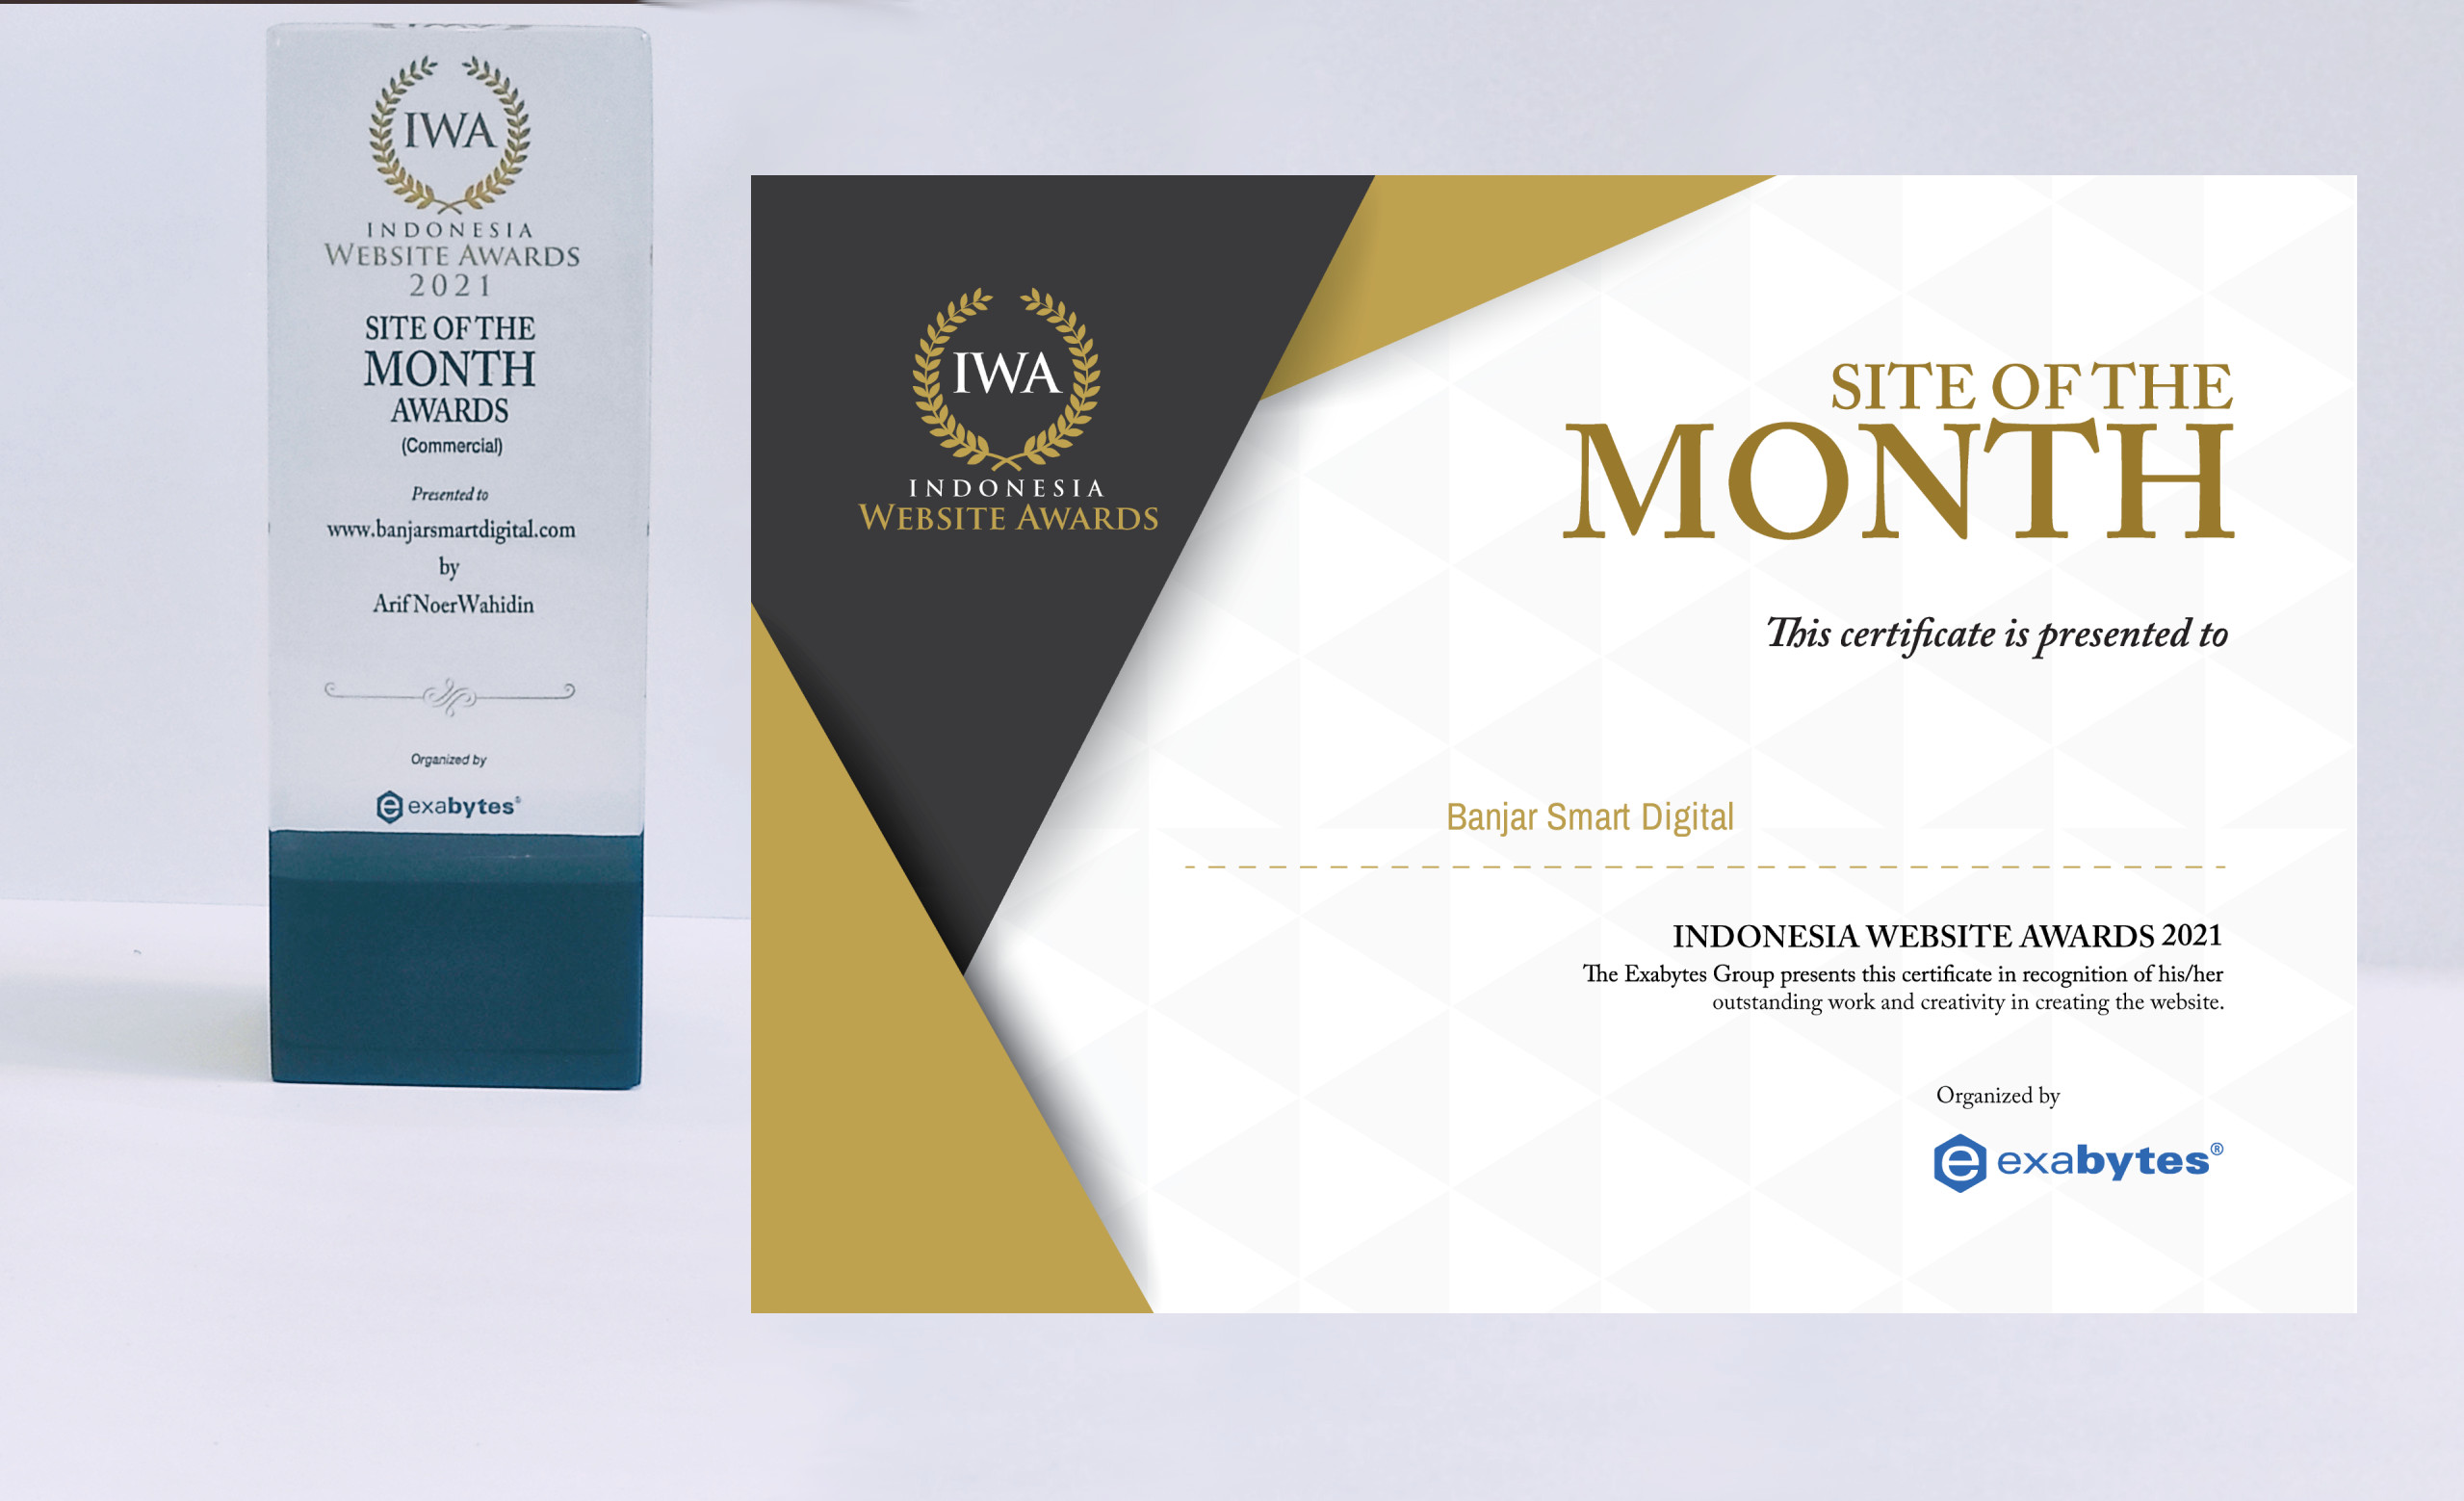 IWA
INDONESIA
WEBSITE AWARDS
2021
SITE OF THE
MONTH
AWARDS
(Commercial)
Presented to
www.banjarsmartdigital.com
by
Arif Noer Wahidin
Organized by
exabytes®
IWA
INDONESIA
WEBSITE AWARDS
SITE OF THE
MONTH
This certificate is presented to
Banjar Smart Digital
INDONESIA WEBSITE AWARDS 2021
The Exabytes Group presents this certificate in recognition of his/her
outstanding work and creativity in creating the website.
Organized by
exabytes®